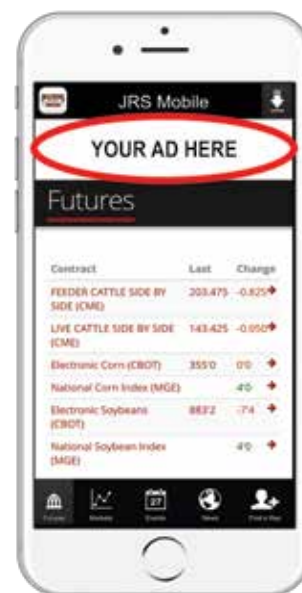 JRS Mobile
YOUR AD HERE
Futures
Contract Last Change
FEEDER CATTLE SIDE BY 203.475 -0.825
SIDE (CME)
LIVE CATTLE SIDE BY SIDE 143.425 -0.050
(CME)
Electronic Corn (CBOT) 355'0 0'0
National Corn Index (MGE) 4'0
Electronic Soybeans 883'2 -7'4
(CBOT)
National Soybean Index 4'0
(MGE)
27
Futures Markets Events News Find a Rep